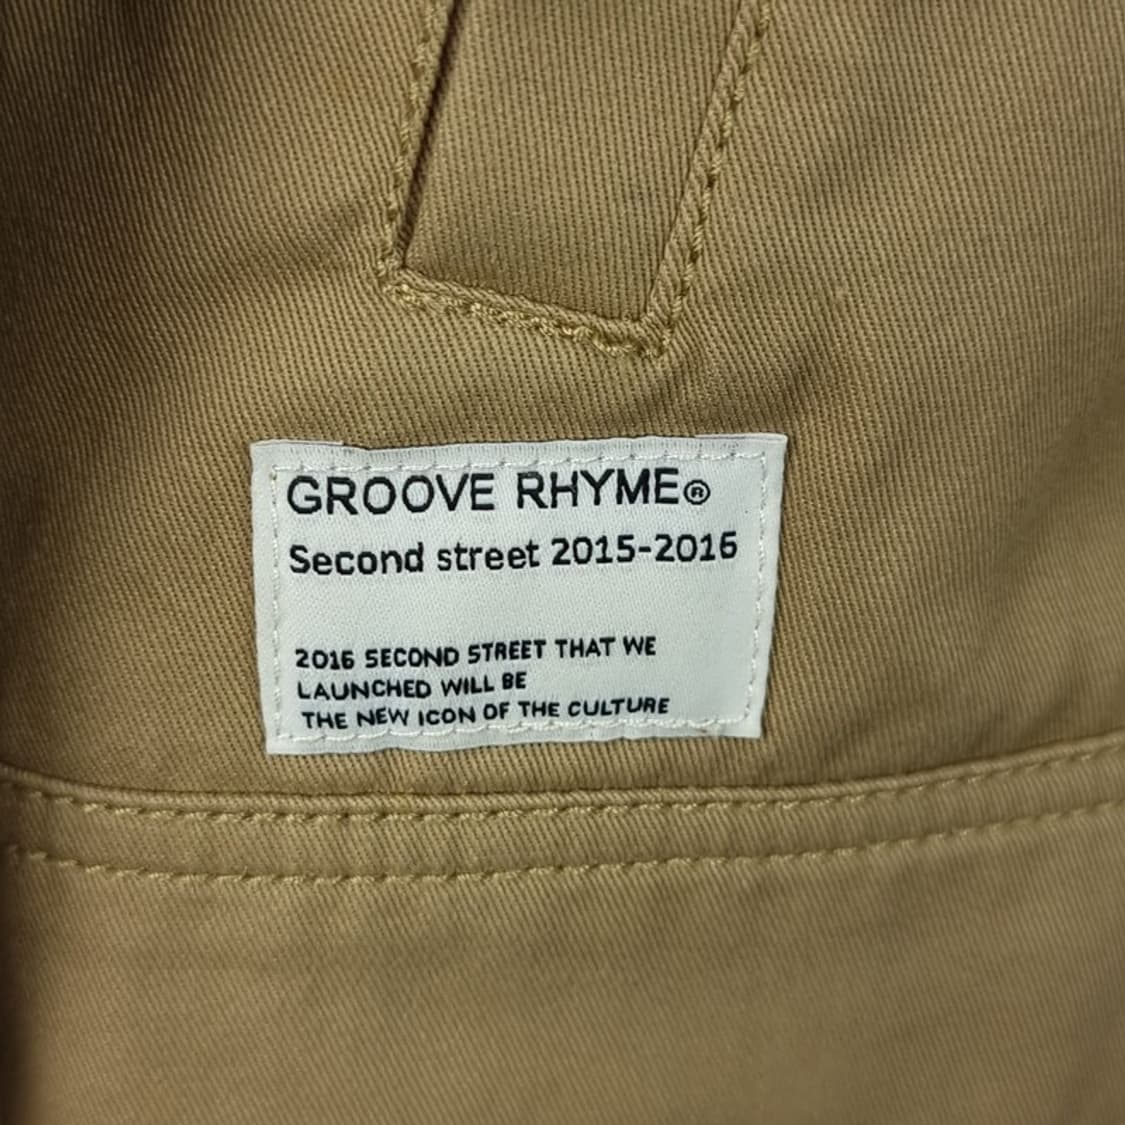 GROOVE RHYME®
Second street 2015-2016
2016 SECOND STREET THAT WE
LAUNCHED WILL BE
THE NEW ICON OF THE CULTURE